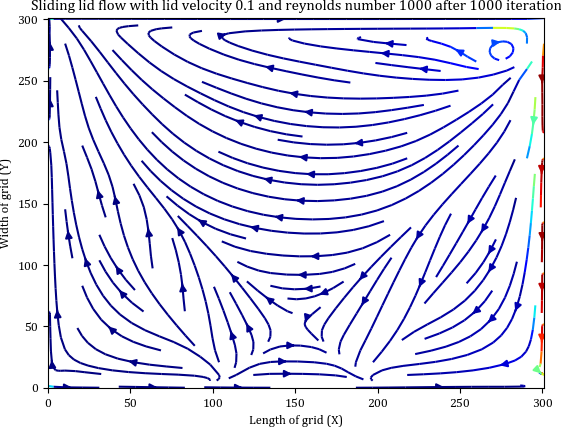 Sliding lid flow with lid velocity 0.1 and reynolds number 1000 after 1000 iteration
300
250
200
150
100
50
0
Width of grid (Y)
0 50 100 150 200 250 300
Length of grid (X)